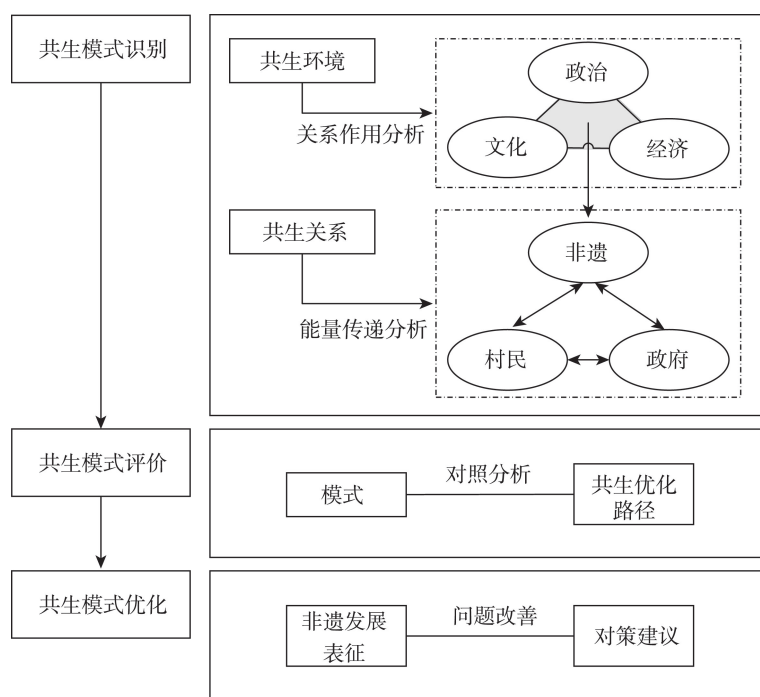 共生模式识别
共生环境
政治
关系作用分析
文化
经济
共生关系
非遗
能量传递分析
村民
政府
共生模式评价
模式
对照分析
共生优化
路径
共生模式优化
非遗发展
表征
问题改善
对策建议